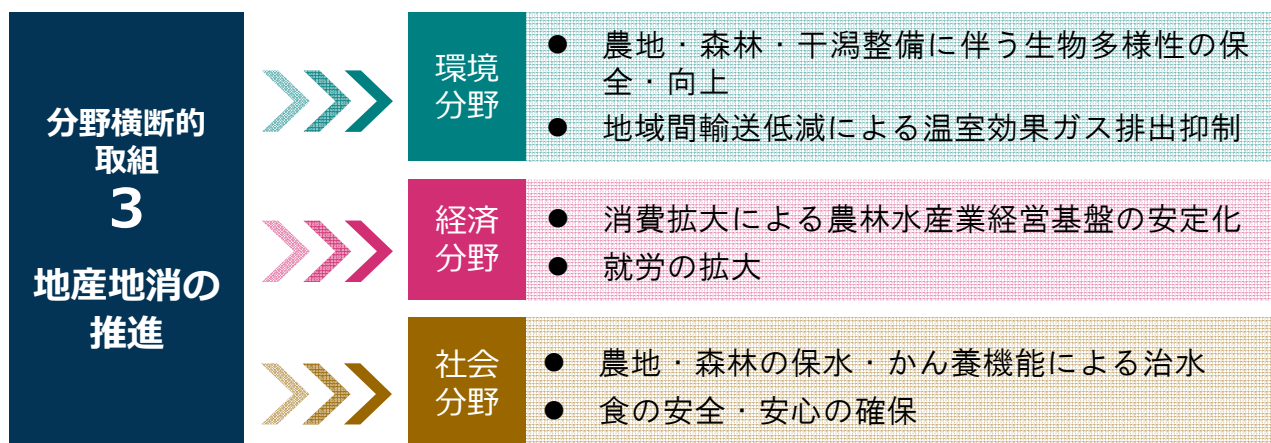 分野横断的
取組
3
地産地消の
推進
環境
分野
● 農地・森林・干潟整備に伴う生物多様性の保
全・向上
● 地域間輸送低減による温室効果ガス排出抑制
経済
分野
● 消費拡大による農林水産業経営基盤の安定化
● 就労の拡大
社会
分野
● 農地・森林の保水・かん養機能による治水
● 食の安全・安心の確保